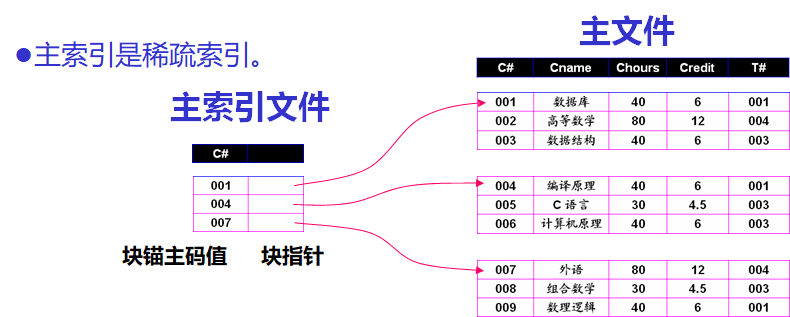 ●主索引是稀疏索引。
主索引文件
C#
001
004
007
块锚主码值 块指针
主文件
C# Cname Chours Credit T#
001 数据库 40 6 001
002 高等数学 80 12 004
003 数据结构 40 6 003
004 编译原理 40 6 001
005 C 语言 30 4.5 003
006 计算机原理 40 6 003
007 外语 80 12 004
008 组合数学 30 4.5 003
009 数理逻辑 40 6 001